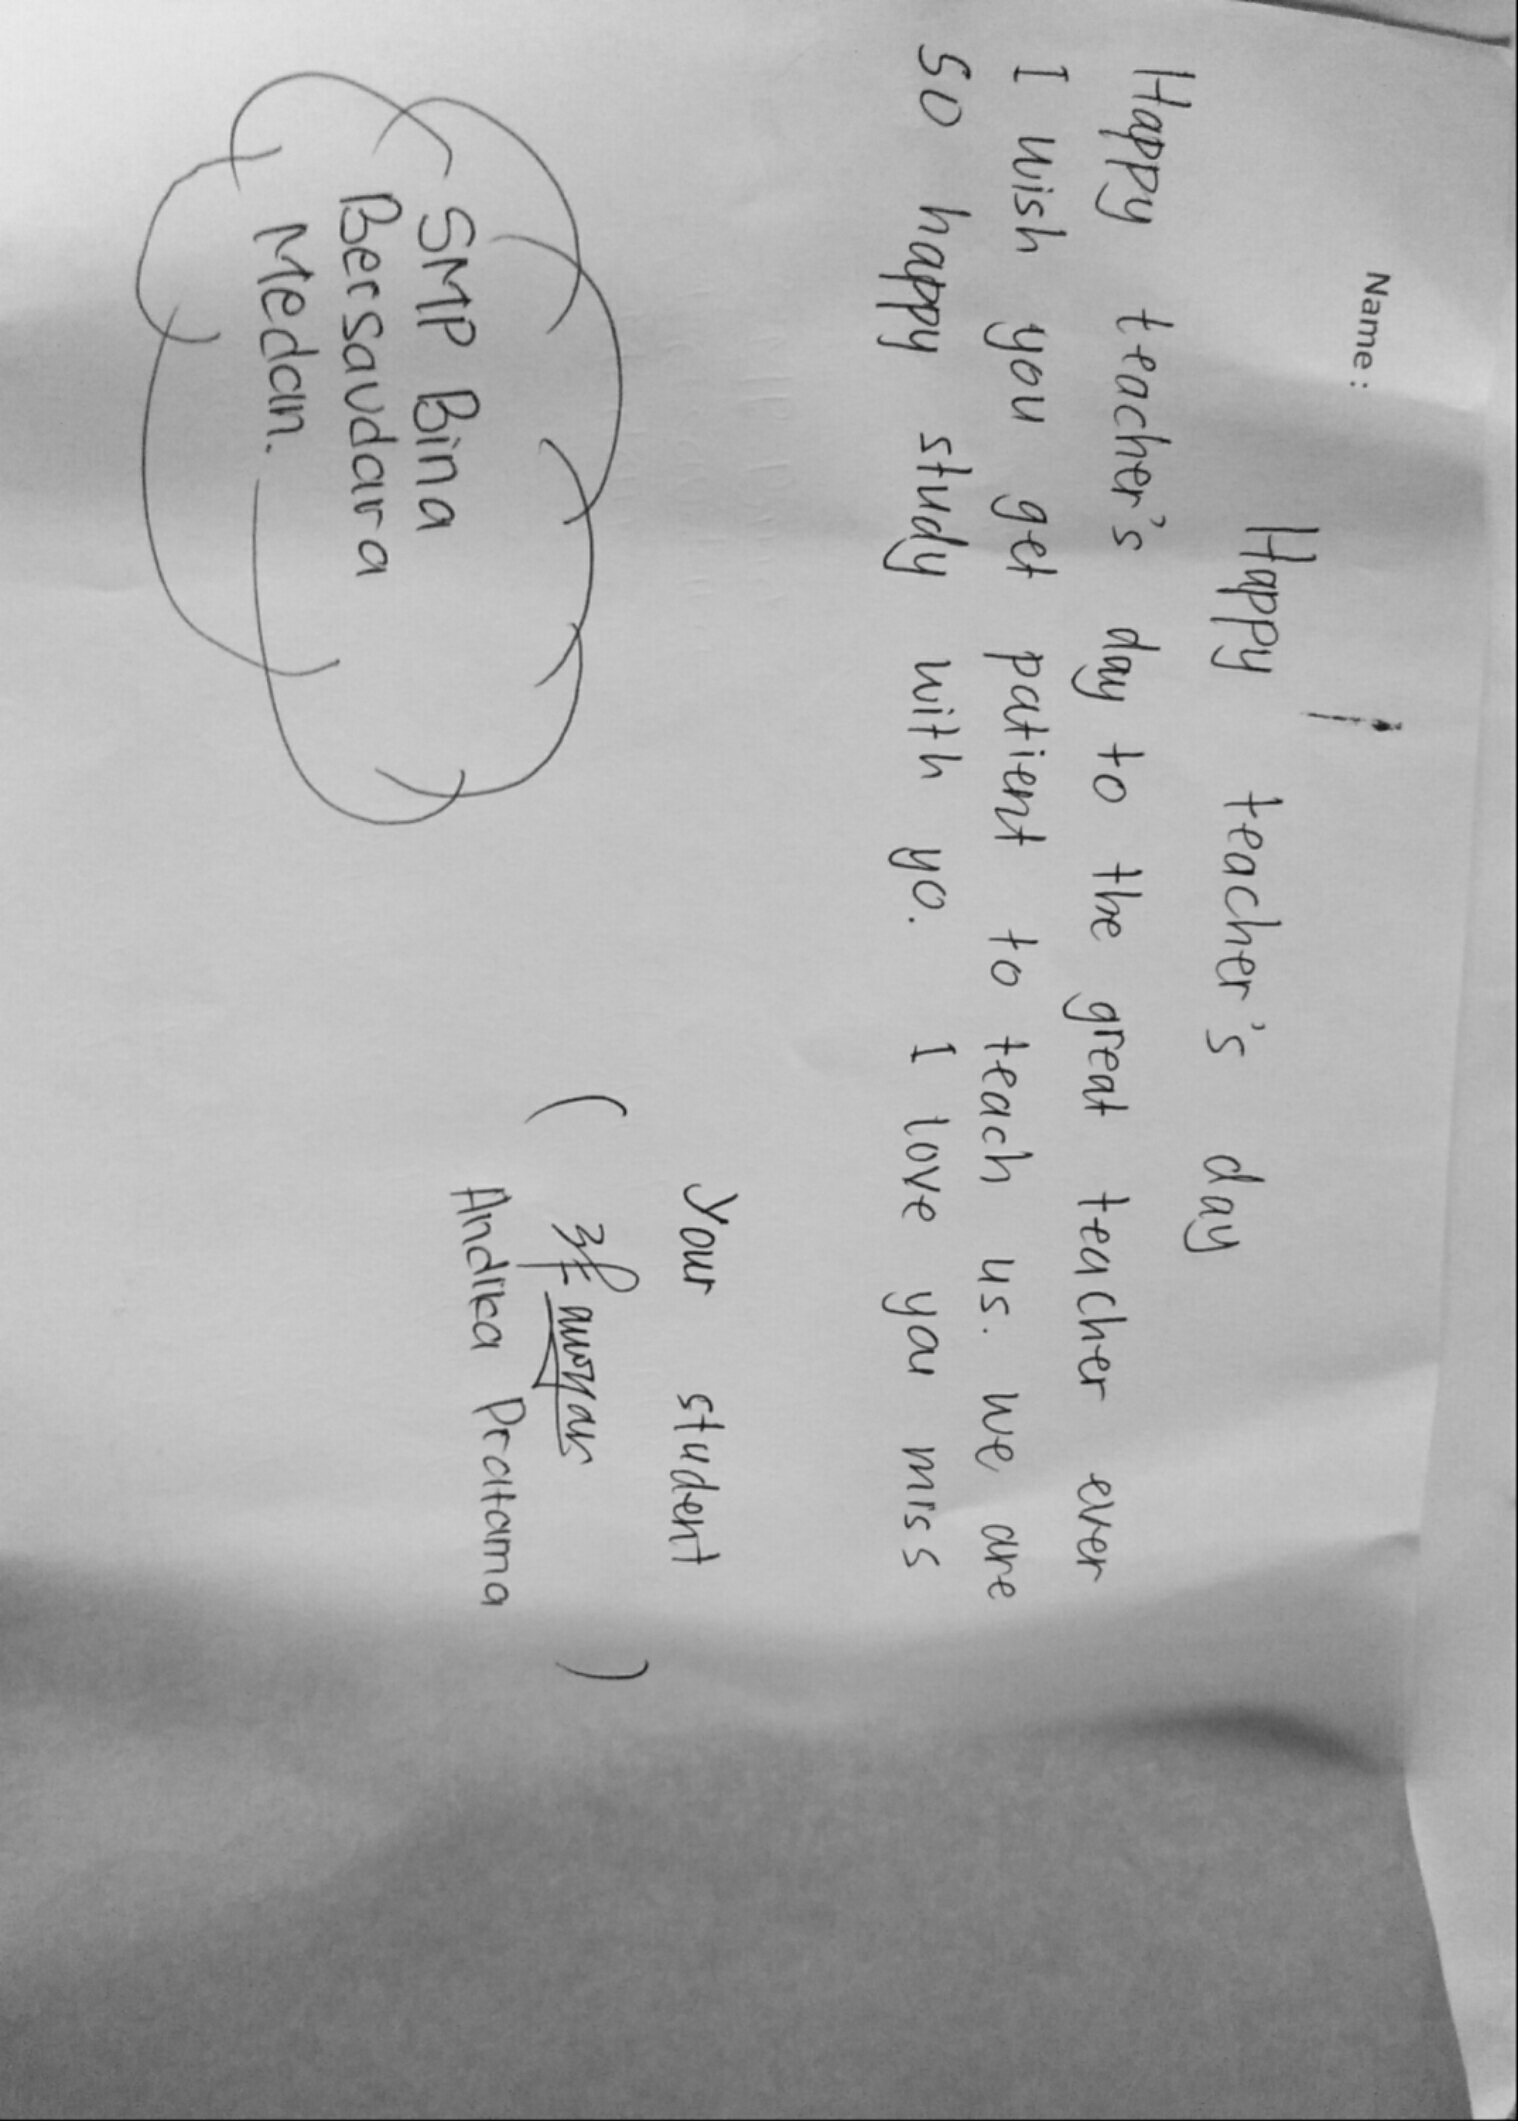 Name:
Happy teacher's day
Happy teacher's day to the great teacher ever
I wish you get patient to teach us. we are
so happy study with yo. I love you miss
Your student
Andika Pratama
SMP Bina
Bersaudara
Medan.